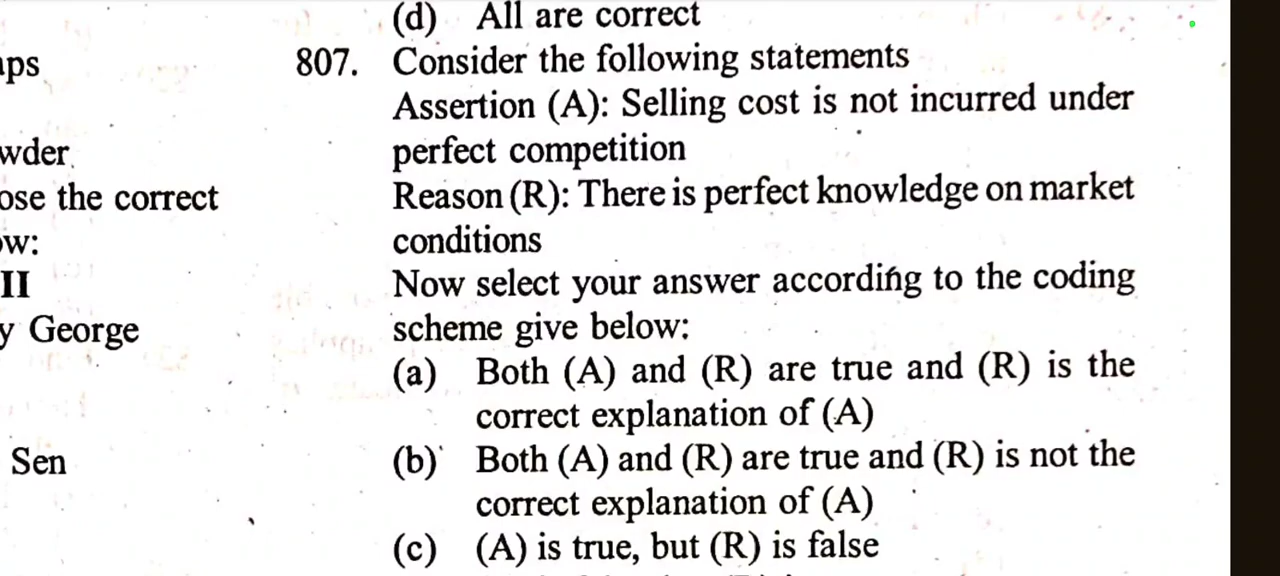 (d) All are correct
ps
807. Consider the following statements
Assertion (A): Selling cost is not incurred under
wder
perfect competition
ose the correct
Reason (R): There is perfect knowledge on market
w:
conditions
II
Now select your answer according to the coding
y George
scheme give below:
(a) Both (A) and (R) are true and (R) is the
correct explanation of (A)
Sen
(b) Both (A) and (R) are true and (R) is not the
correct explanation of (A)
(c) (A) is true, but (R) is false